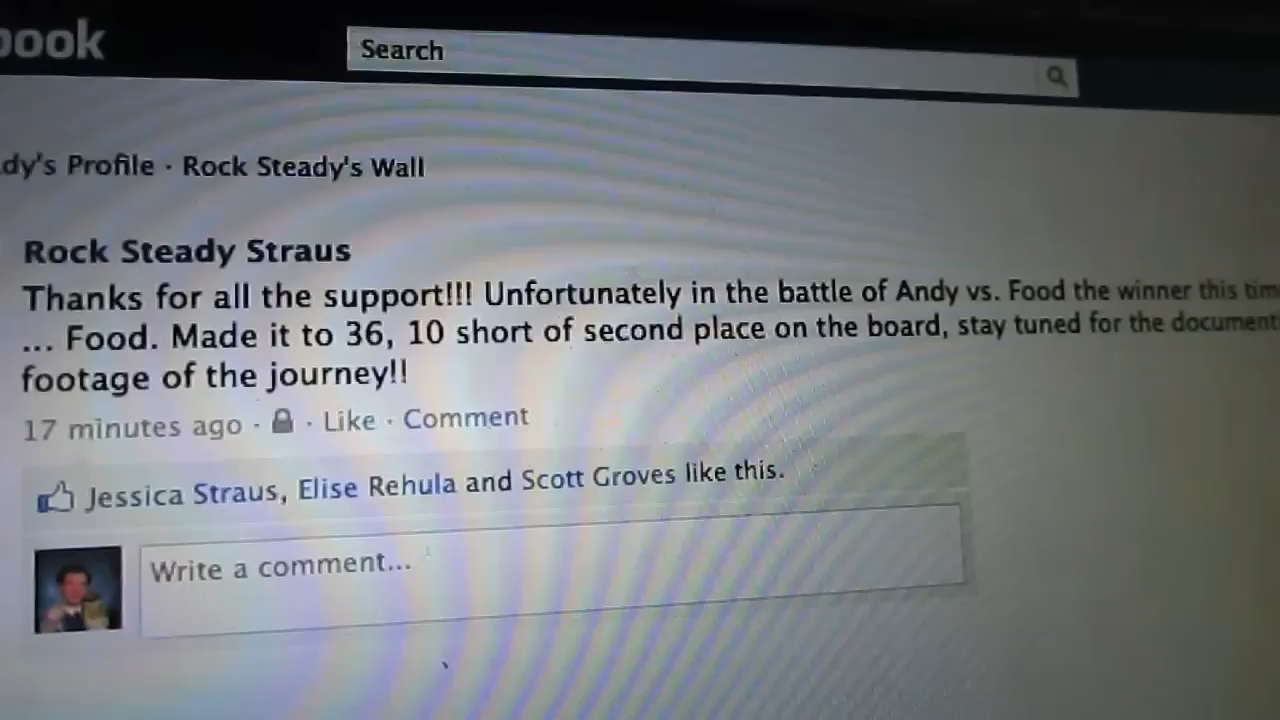 book
Search
dy's Profile · Rock Steady's Wall
Rock Steady Straus
Thanks for all the support!!! Unfortunately in the battle of Andy vs. Food the winner this tim
... Food. Made it to 36, 10 short of second place on the board, stay tuned for the document
footage of the journey!!
17 minutes ago · · Like · Comment
Jessica Straus, Elise Rehula and Scott Groves like this.
Write a comment...